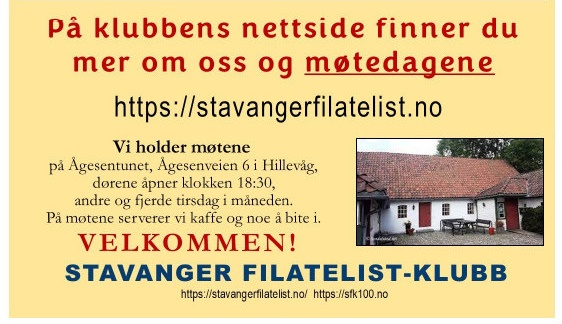 På klubbens nettside finner du
mer om oss og møtedagene
https://stavangerfilatelist.no
Vi holder møtene
på Ågesentunet, Ågesenveien 6 i Hillevåg,
dørene åpner klokken 18:30,
andre og fjerde tirsdag i måneden.
På møtene serverer vi kaffe og noe å bite i.
VELKOMMEN!
STAVANGER FILATELIST-KLUBB
https://stavangerfilatelist.no/ https://sfk100.no